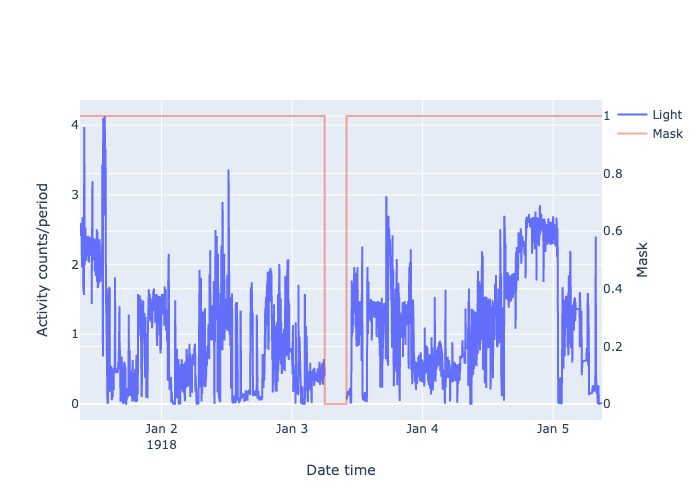 4
3
2
1
0
Activity counts/period
1
0.8
0.6
0.4
0.2
0
Mask
Light
Mask
Jan 2
1918
Jan 3
Jan 4
Jan 5
Date time